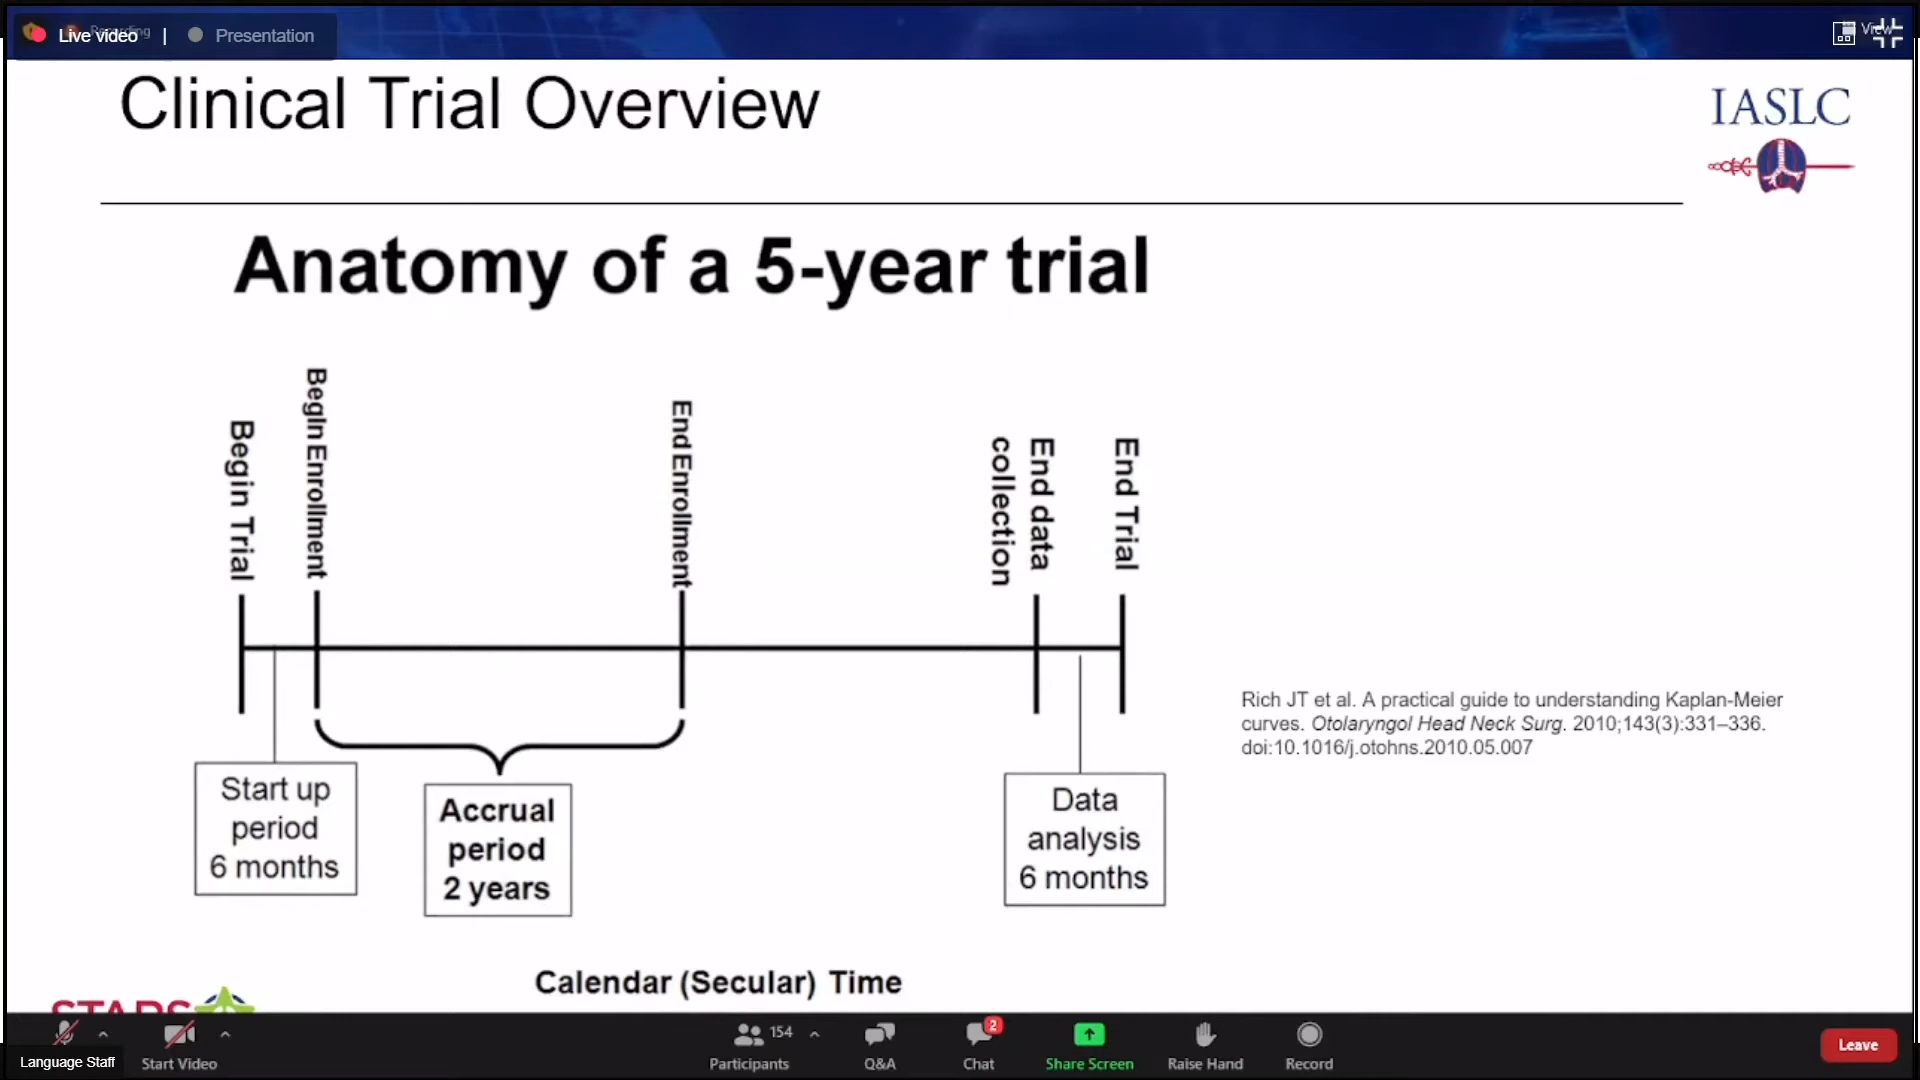 Live video | Presentation
View
Clinical Trial Overview
IASLC
Anatomy of a 5-year trial
Begin Trial
Begin Enrollment
End Enrollment
End data
collection
End Trial
Start up
period
6 months
Accrual
period
2 years
Data
analysis
6 months
Rich JT et al. A practical guide to understanding Kaplan-Meier
curves. Otolaryngol Head Neck Surg. 2010;143(3):331–336.
doi:10.1016/j.otohns.2010.05.007
Calendar (Secular) Time
STARS
Language Staff
Start Video
154
Participants
Q&A
2
Chat
Share Screen
Raise Hand
Record
Leave